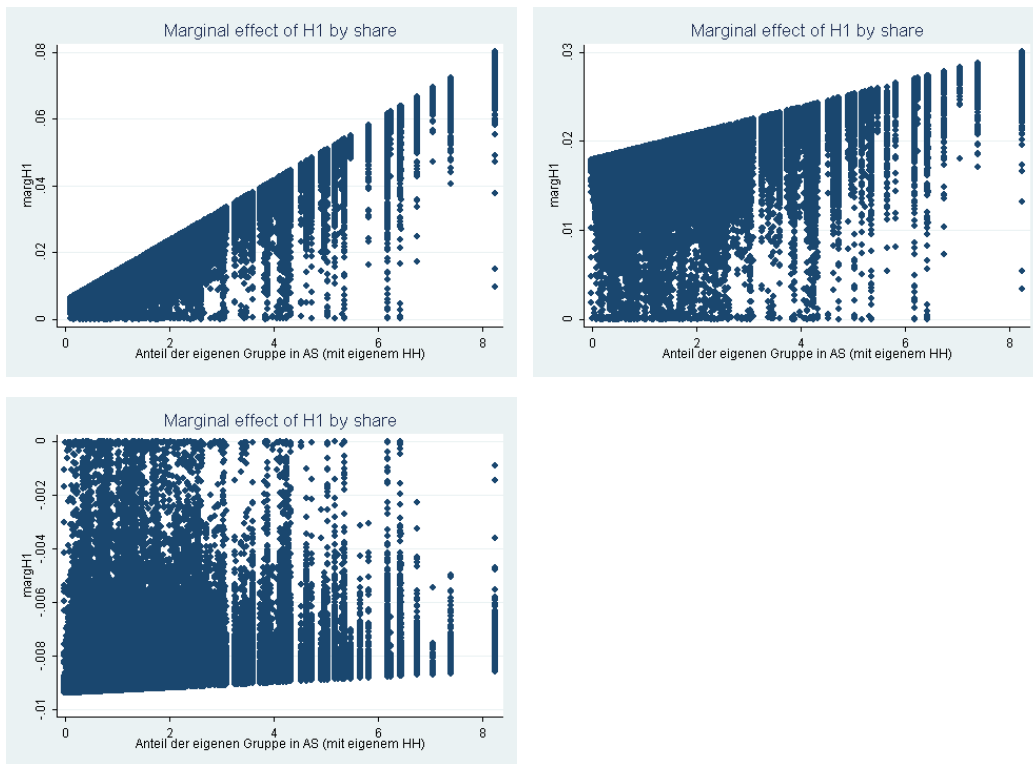 Marginal effect of H1 by share
margH1
.08
.06
.04
.02
0
0 2 4 6 8
Anteil der eigenen Gruppe in AS (mit eigenem HH)
Marginal effect of H1 by share
margH1
.03
.02
.01
0
0 2 4 6 8
Anteil der eigenen Gruppe in AS (mit eigenem HH)
Marginal effect of H1 by share
margH1
0
-.002
-.004
-.006
-.008
-.01
0 2 4 6 8
Anteil der eigenen Gruppe in AS (mit eigenem HH)